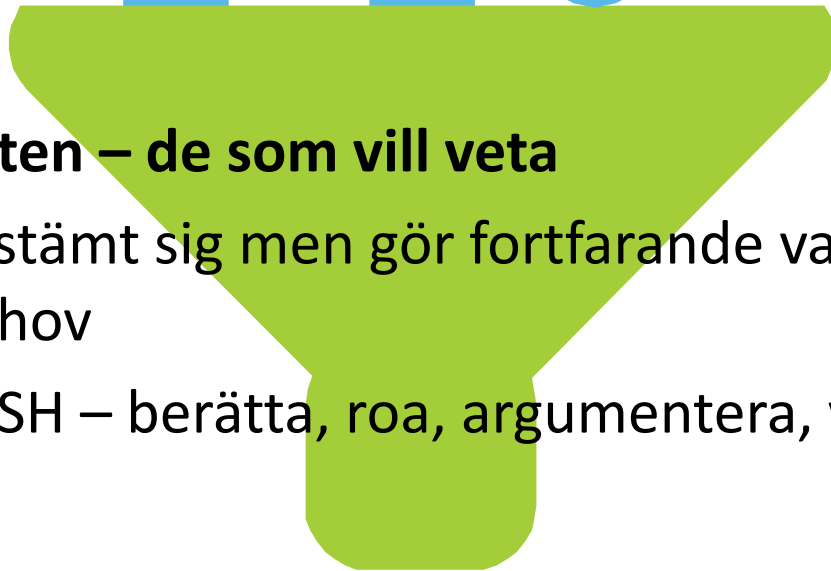 ten – de som vill veta
stämt sig men gör fortfarande va
hov
SH – berätta, roa, argumentera,